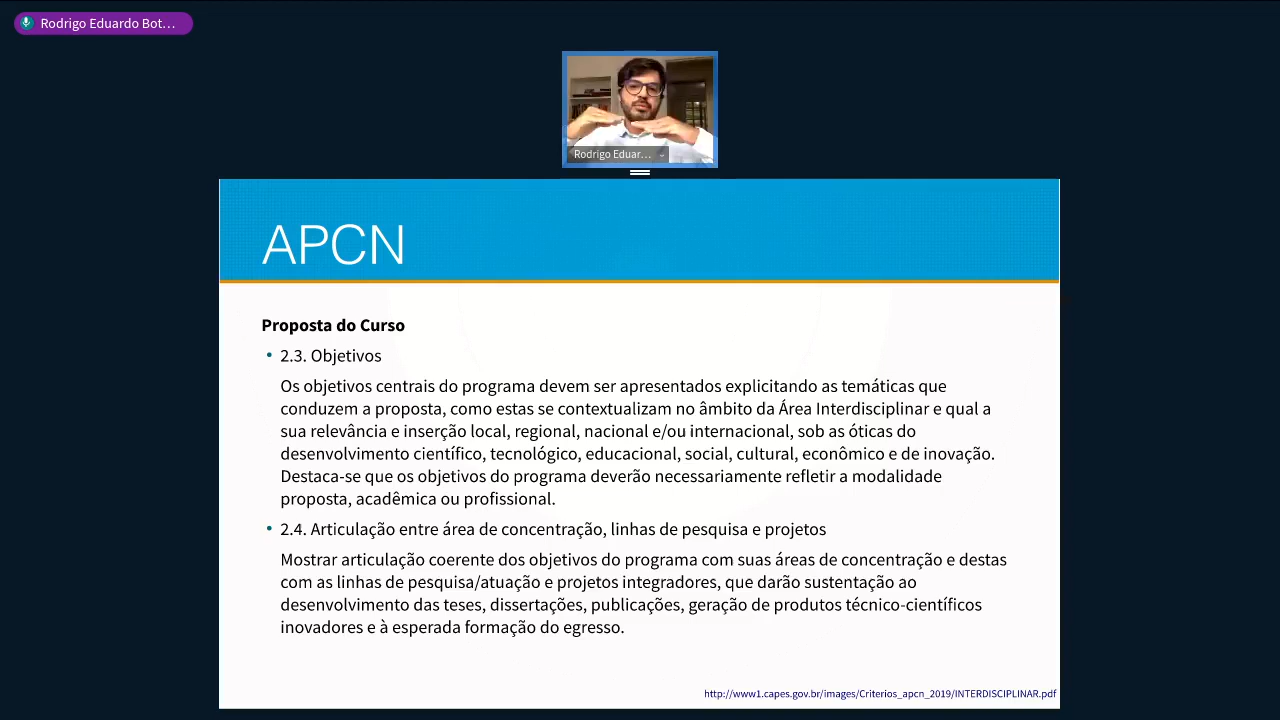 Rodrigo Eduardo Bot...
Rodrigo Eduar...
APCN
Proposta do Curso
• 2.3. Objetivos
Os objetivos centrais do programa devem ser apresentados explicitando as temáticas que
conduzem a proposta, como estas se contextualizam no âmbito da Área Interdisciplinar e qual a
sua relevância e inserção local, regional, nacional e/ou internacional, sob as óticas do
desenvolvimento científico, tecnológico, educacional, social, cultural, econômico e de inovação.
Destaca-se que os objetivos do programa deverão necessariamente refletir a modalidade
proposta, acadêmica ou profissional.
• 2.4. Articulação entre área de concentração, linhas de pesquisa e projetos
Mostrar articulação coerente dos objetivos do programa com suas áreas de concentração e destas
com as linhas de pesquisa/atuação e projetos integradores, que darão sustentação ao
desenvolvimento das teses, dissertações, publicações, geração de produtos técnico-científicos
inovadores e à esperada formação do egresso.
http://www1.capes.gov.br/images/Criterios_apcn_2019/INTERDISCIPLINAR.pdf